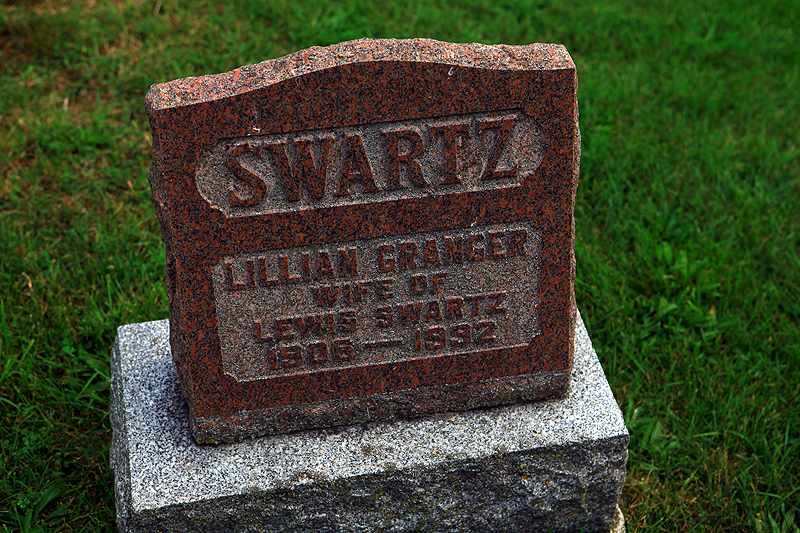 SWARTZ
LILLIAN GRANGER
WIFE OF
LEWIS SWARTZ
1906 — 1932